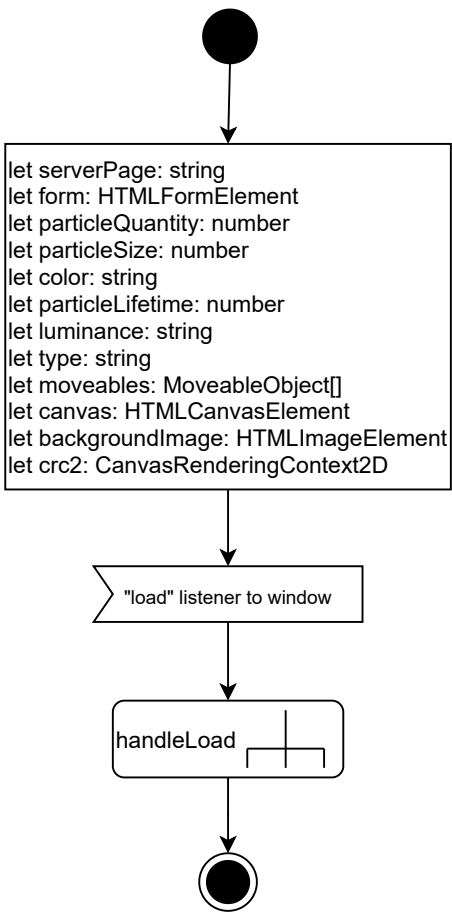 let serverPage: string
let form: HTMLFormElement
let particleQuantity: number
let particleSize: number
let color: string
let particleLifetime: number
let luminance: string
let type: string
let moveables: MoveableObject[]
let canvas: HTMLCanvasElement
let backgroundImage: HTMLImageElement
let crc2: CanvasRenderingContext2D
"load" listener to window
handleLoad